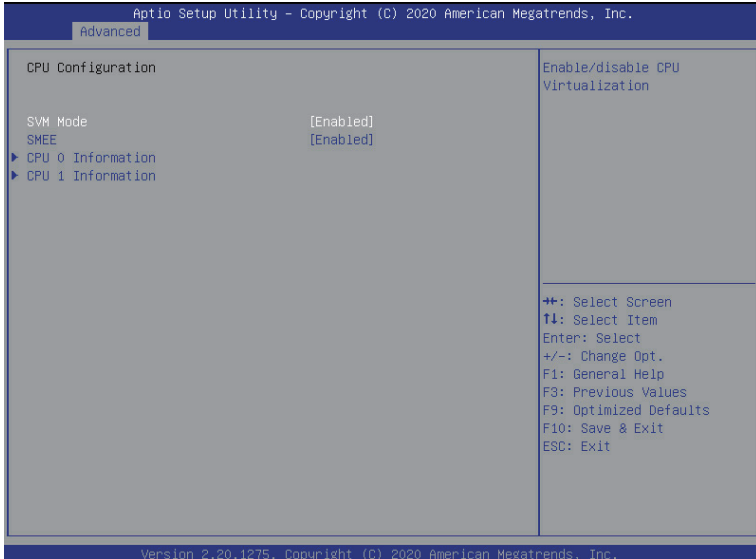 Aptio Setup Utility – Copyright (C) 2020 American Megatrends, Inc.
Advanced
CPU Configuration
SVM Mode [Enabled]
SMEE [Enabled]
CPU 0 Information
CPU 1 Information
Enable/disable CPU
Virtualization
→←: Select Screen
↑↓: Select Item
Enter: Select
+/-: Change Opt.
F1: General Help
F3: Previous Values
F9: Optimized Defaults
F10: Save & Exit
ESC: Exit
Version 2.20.1275. Copyright (C) 2020 American Megatrends, Inc.